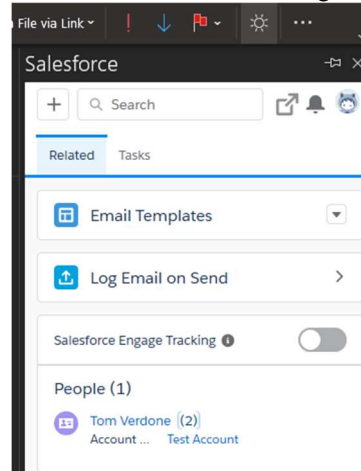 File via Link
Salesforce
Search
Related Tasks
Email Templates
Log Email on Send
Salesforce Engage Tracking
People (1)
Tom Verdone (2)
Account ... Test Account